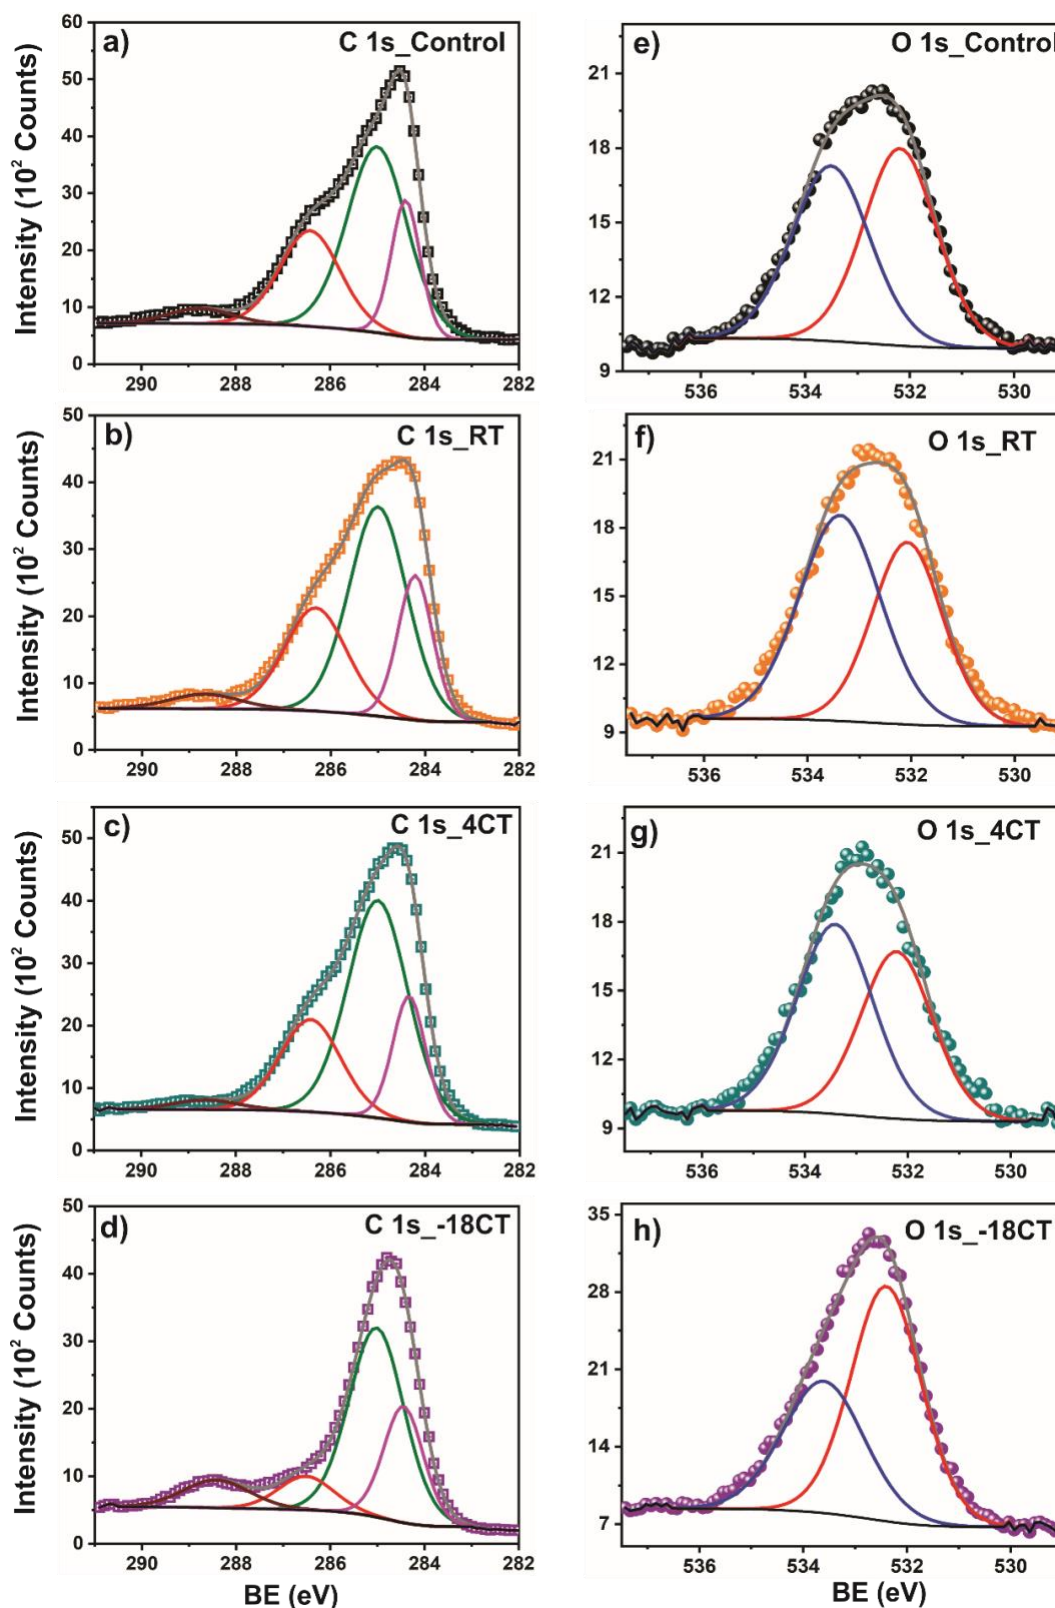 a)
C 1s_Control
Intensity (10² Counts)
60
50
40
30
20
10
0
290 288 286 284 282
e)
O 1s_Control
21
18
15
12
9
536 534 532 530
b)
C 1s_RT
Intensity (10² Counts)
50
40
30
20
10
0
290 288 286 284 282
f)
O 1s_RT
21
18
15
12
9
536 534 532 530
c)
C 1s_4CT
Intensity (10² Counts)
50
40
30
20
10
0
290 288 286 284 282
g)
O 1s_4CT
21
18
15
12
9
536 534 532 530
d)
C 1s_-18CT
Intensity (10² Counts)
50
40
30
20
10
0
290 288 286 284 282
BE (eV)
h)
O 1s_-18CT
35
28
21
14
7
536 534 532 530
BE (eV)